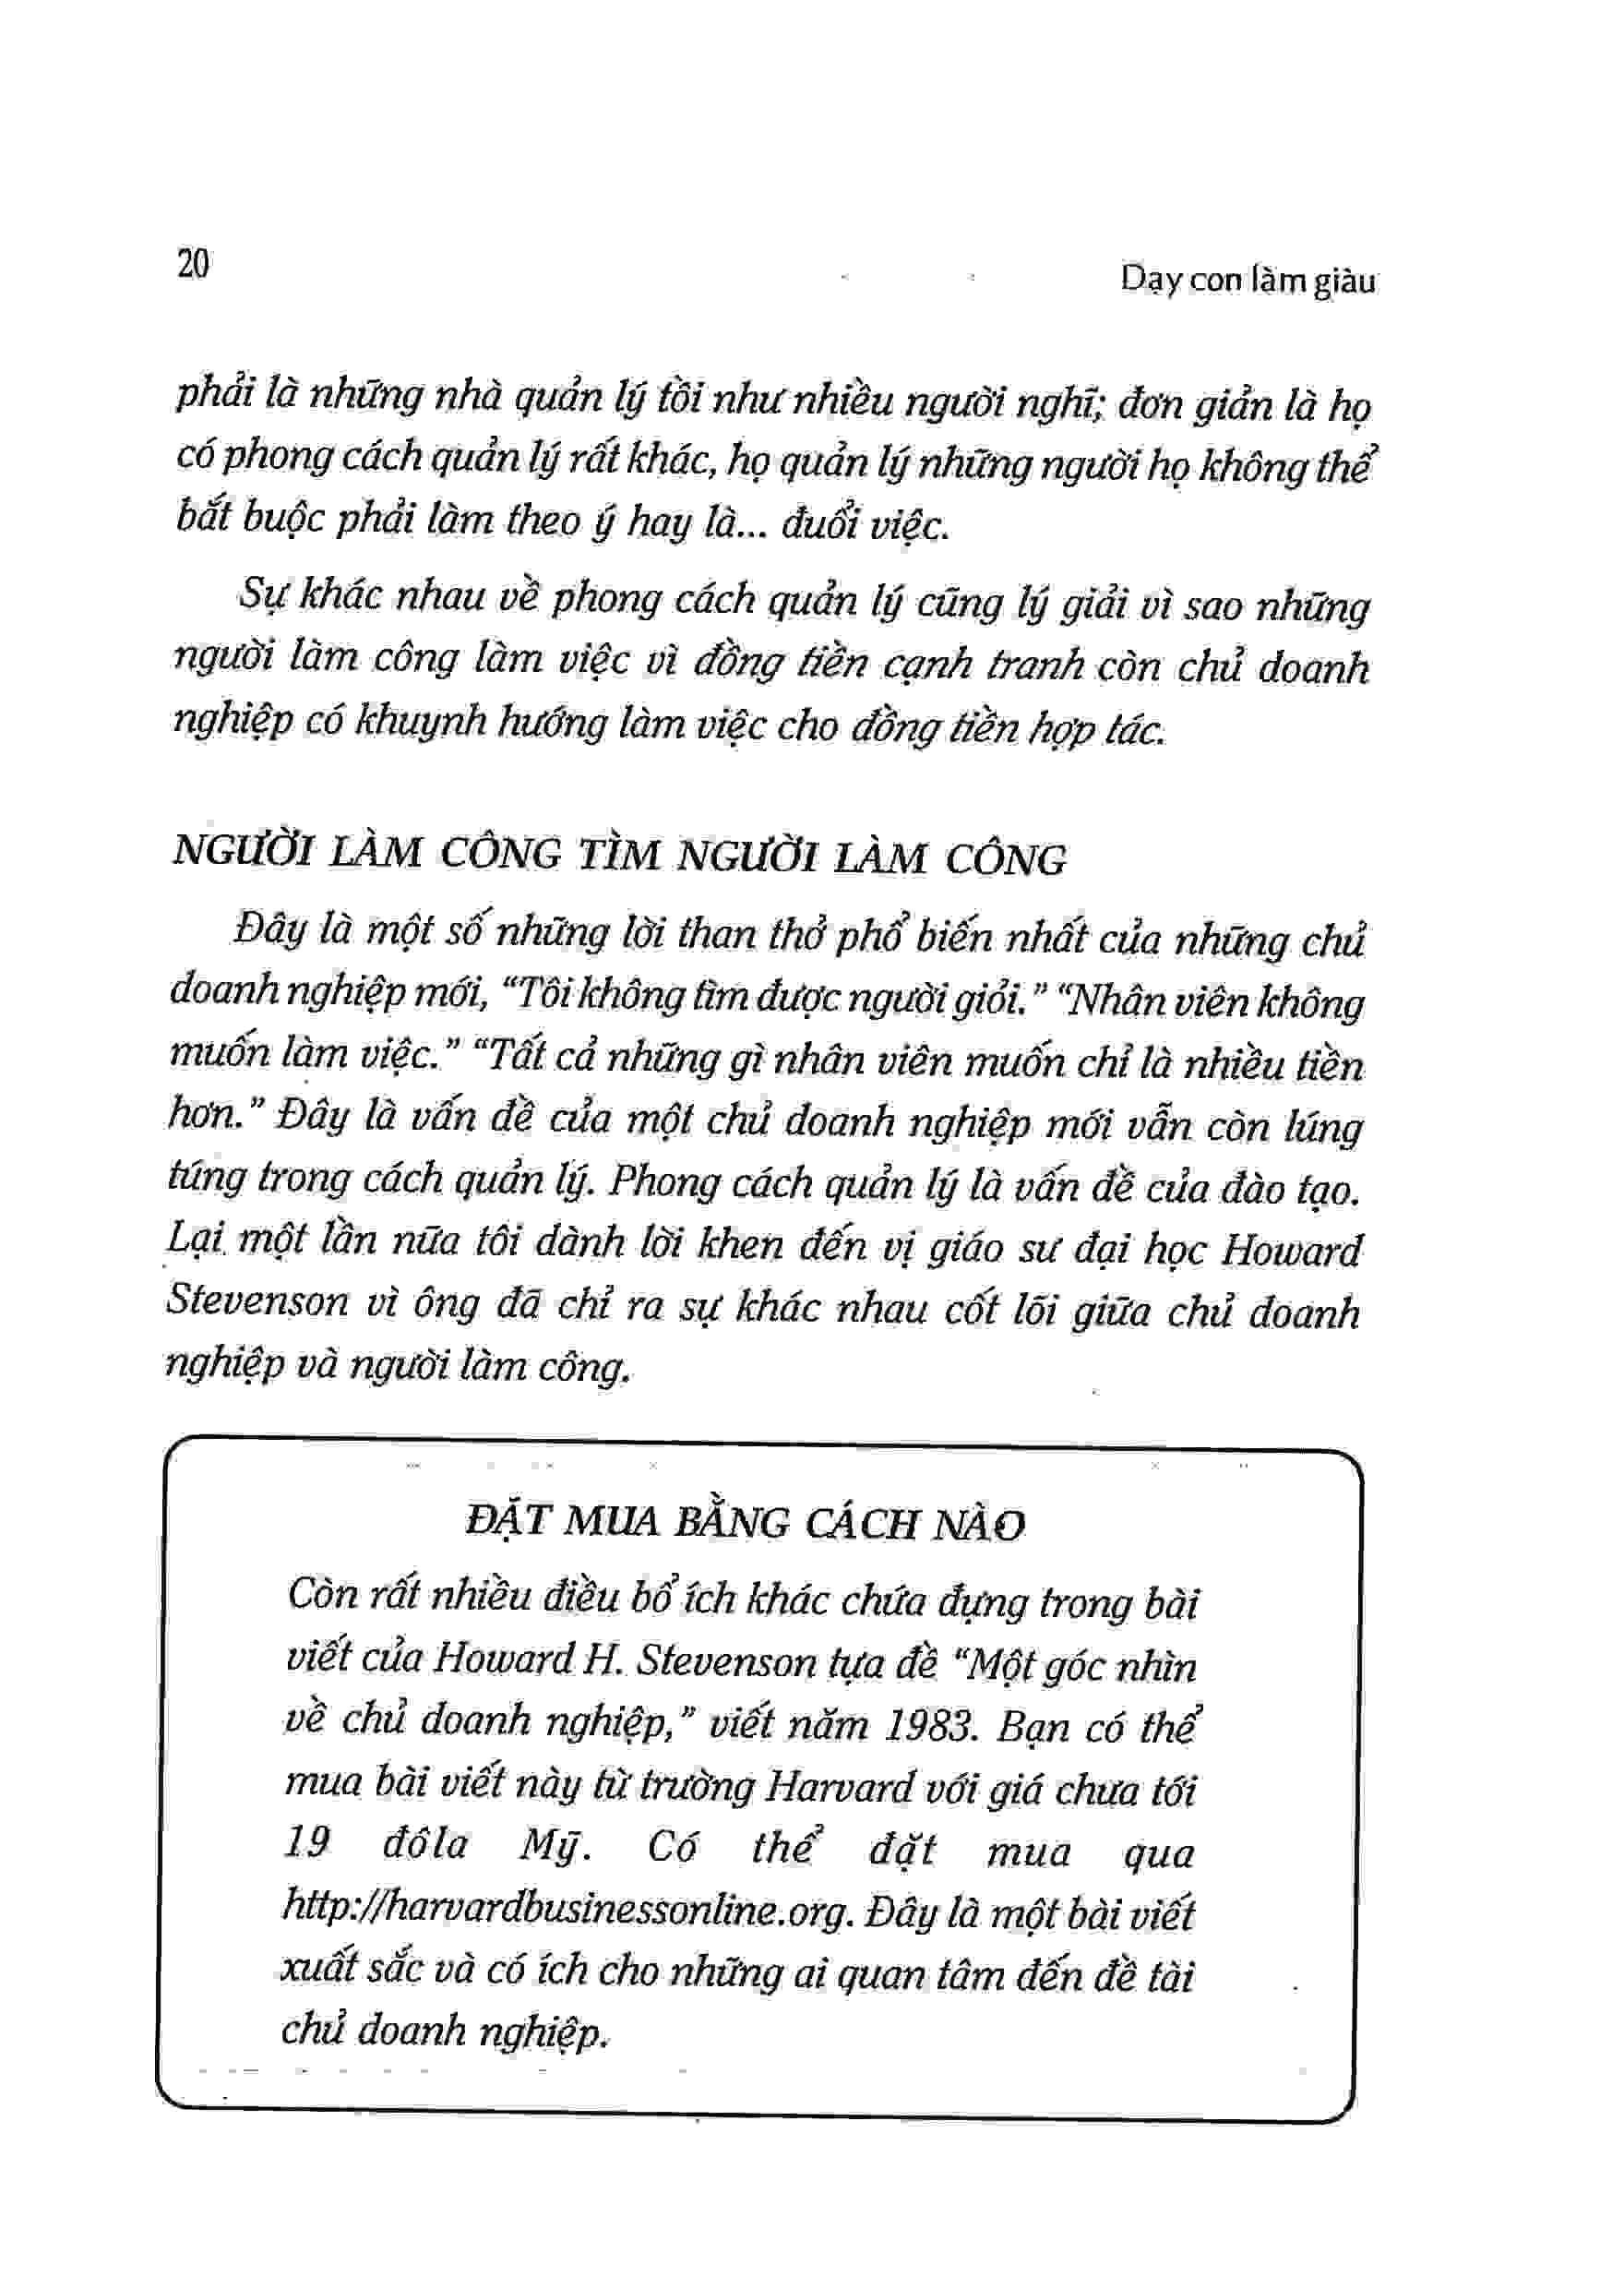 20
Dạy con làm giàu
phải là những nhà quản lý tồi như nhiều người nghĩ; đơn giản là họ
có phong cách quản lý rất khác, họ quản lý những người họ không thể
bắt buộc phải làm theo ý hay là... đuổi việc.
Sự khác nhau về phong cách quản lý cũng lý giải vì sao những
người làm công làm việc vì đồng tiền cạnh tranh còn chủ doanh
nghiệp có khuynh hướng làm việc cho đồng tiền hợp tác.
NGƯỜI LÀM CÔNG TÌM NGƯỜI LÀM CÔNG
Đây là một số những lời than thở phổ biến nhất của những chủ
doanh nghiệp mới, “Tôi không tìm được người giỏi.” “Nhân viên không
muốn làm việc.” “Tất cả những gì nhân viên muốn chỉ là nhiều tiền
hơn.” Đây là vấn đề của một chủ doanh nghiệp mới vẫn còn lúng
túng trong cách quản lý. Phong cách quản lý là vấn đề của đào tạo.
Lại một lần nữa tôi dành lời khen đến vị giáo sư đại học Howard
Stevenson vì ông đã chỉ ra sự khác nhau cốt lõi giữa chủ doanh
nghiệp và người làm công.
ĐẶT MUA BẰNG CÁCH NÀO
Còn rất nhiều điều bổ ích khác chứa đựng trong bài
viết của Howard H. Stevenson tựa đề “Một góc nhìn
về chủ doanh nghiệp,” viết năm 1983. Bạn có thể
mua bài viết này từ trường Harvard với giá chưa tới
19 đôla Mỹ. Có thể đặt mua qua
http://harvardbusinessonline.org. Đây là một bài viết
xuất sắc và có ích cho những ai quan tâm đến đề tài
chủ doanh nghiệp.